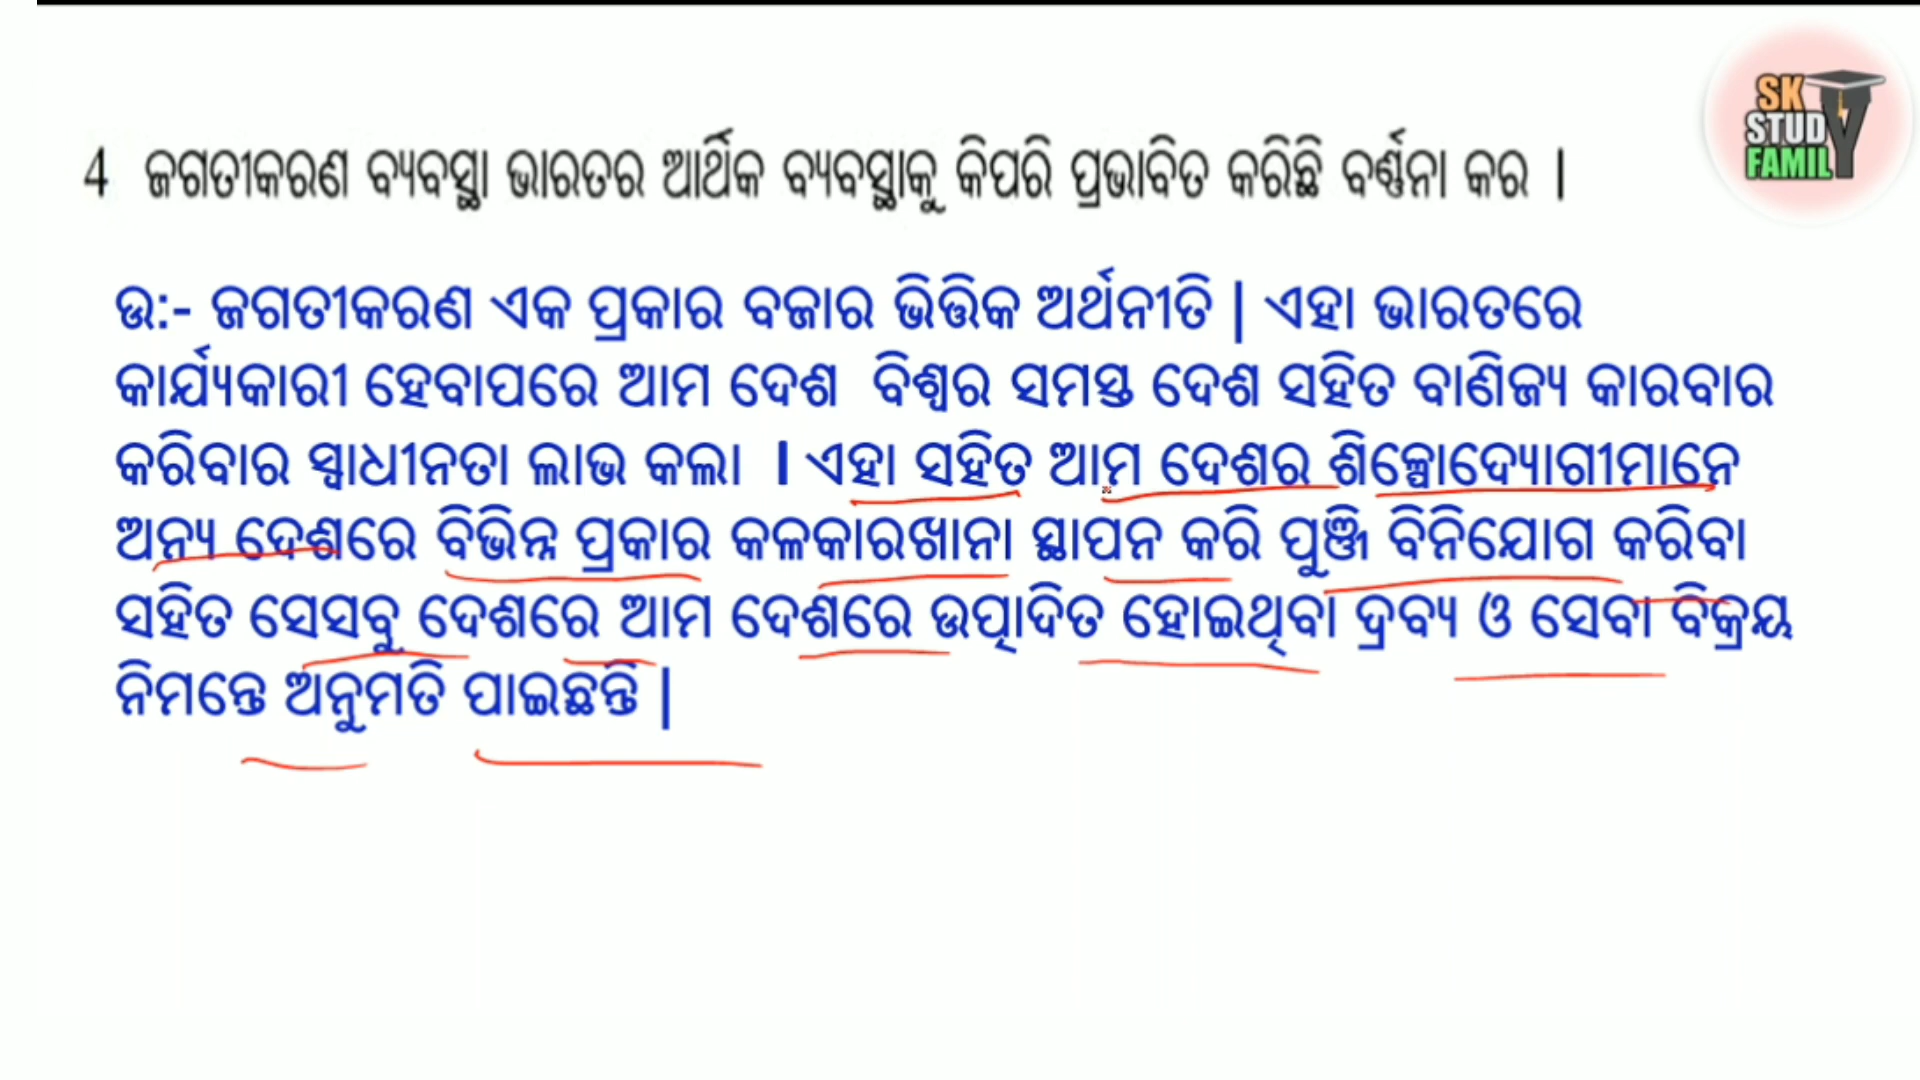 SK
STUDY
FAMILY
4 ଜଗତୀକରଣ ବ୍ୟବସ୍ଥା ଭାରତର ଆର୍ଥିକ ବ୍ୟବସ୍ଥାକୁ କିପରି ପ୍ରଭାବିତ କରିଛି ବର୍ଣ୍ଣନା କର ।
ଉ:- ଜଗତୀକରଣ ଏକ ପ୍ରକାର ବଜାର ଭିତ୍ତିକ ଅର୍ଥନୀତି | ଏହା ଭାରତରେ
କାର୍ଯ୍ୟକାରୀ ହେବାପରେ ଆମ ଦେଶ ବିଶ୍ଵର ସମସ୍ତ ଦେଶ ସହିତ ବାଣିଜ୍ୟ କାରବାର
କରିବାର ସ୍ଵାଧୀନତା ଲାଭ କଲା । ଏହା ସହିତ ଆମ ଦେଶର ଶିଳ୍ପୋଦ୍ୟୋଗୀମାନେ
ଅନ୍ୟ ଦେଶରେ ବିଭିନ୍ନ ପ୍ରକାର କଳକାରଖାନା ସ୍ଥାପନ କରି ପୁଞ୍ଜି ବିନିଯୋଗ କରିବା
ସହିତ ସେସବୁ ଦେଶରେ ଆମ ଦେଶରେ ଉତ୍ପାଦିତ ହୋଇଥିବା ଦ୍ରବ୍ୟ ଓ ସେବା ବିକ୍ରୟ
ନିମନ୍ତେ ଅନୁମତି ପାଇଛନ୍ତି |